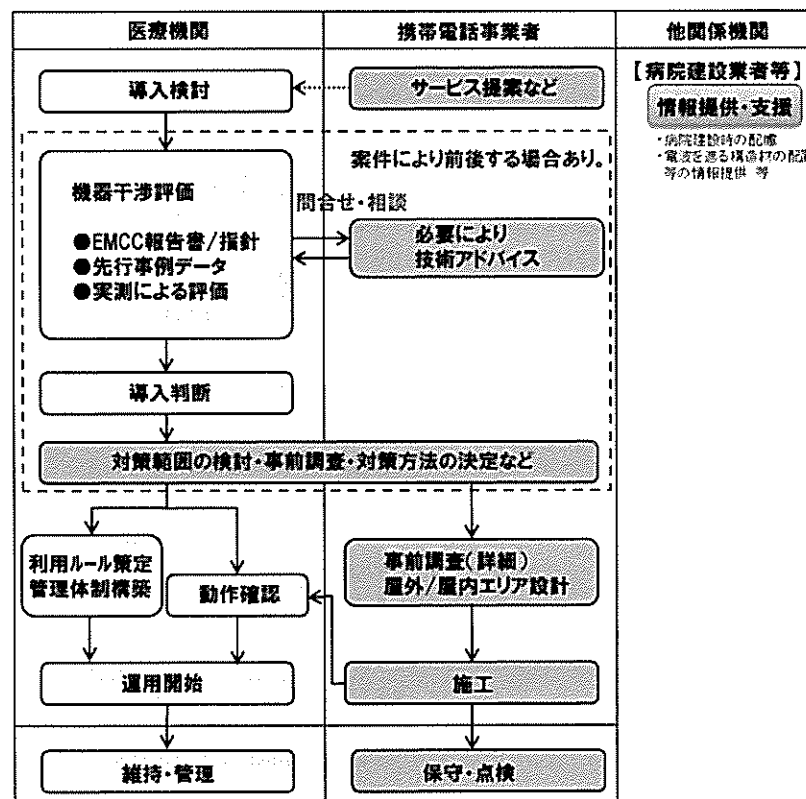 医療機関
携帯電話事業者
他関係機関
導入検討
サービス提案など
【病院建設業者等】
情報提供・支援
・病院建設時の配慮
・電波を遮る構造材の配置
等の情報提供 等
案件により前後する場合あり。
機器干渉評価
●EMCC報告書/指針
●先行事例データ
●実測による評価
問合せ・相談
必要により
技術アドバイス
導入判断
対策範囲の検討・事前調査・対策方法の決定など
利用ルール策定
管理体制構築
動作確認
事前調査(詳細)
屋外/屋内エリア設計
運用開始
施工
維持・管理
保守・点検